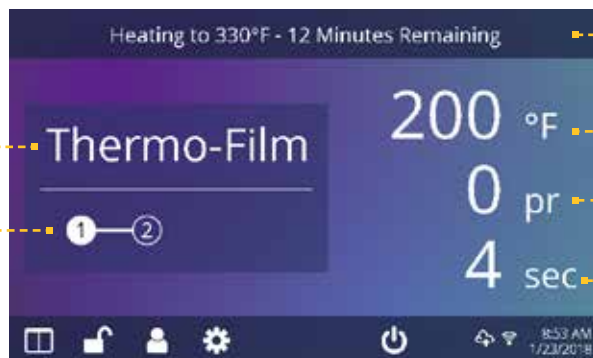 Heating to 330°F - 12 Minutes Remaining
Thermo-Film
1 2
200 °F
0 pr
4 sec
8:53 AM
1/23/2018